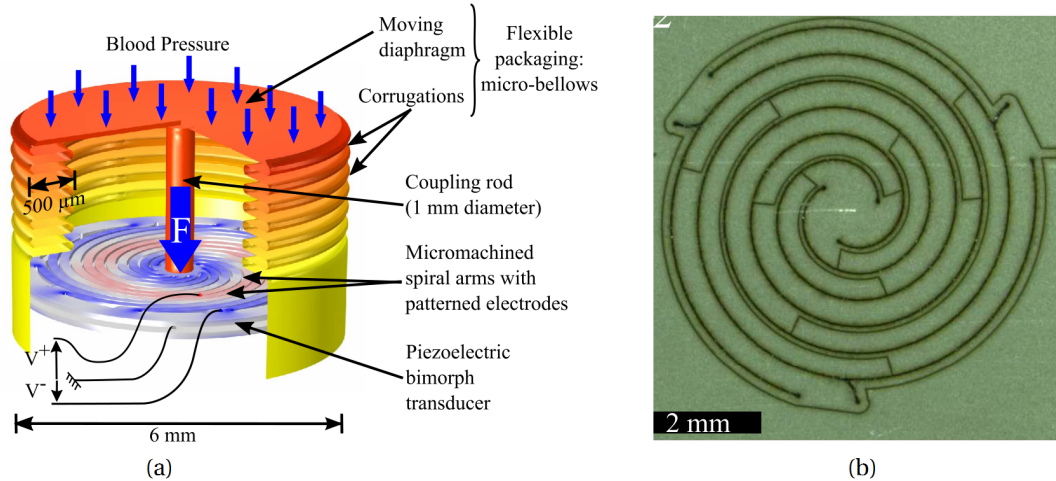 Blood Pressure
Moving
diaphragm
Flexible
packaging:
micro-bellows
Corrugations
500 µm
Coupling rod
(1 mm diameter)
F
Micromachined
spiral arms with
patterned electrodes
V+
V-
Piezoelectric
bimorph
transducer
6 mm
(a)
2
2 mm
(b)